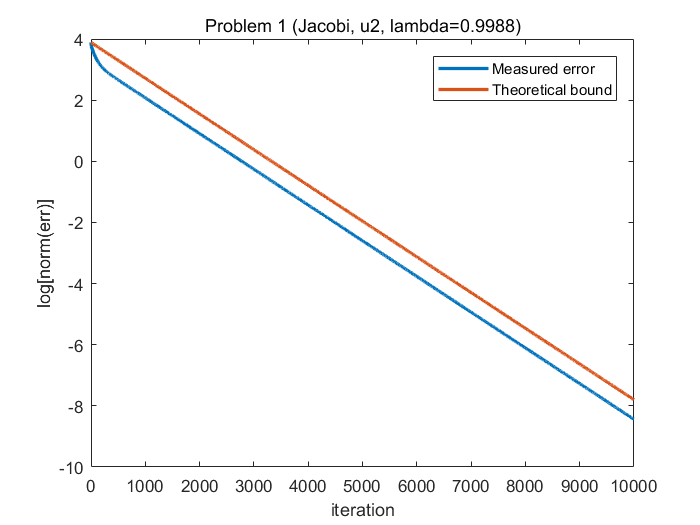 Problem 1 (Jacobi, u2, lambda=0.9988)
Measured error
Theoretical bound
4
2
0
-2
-4
-6
-8
-10
log[norm(err)]
0 1000 2000 3000 4000 5000 6000 7000 8000 9000 10000
iteration